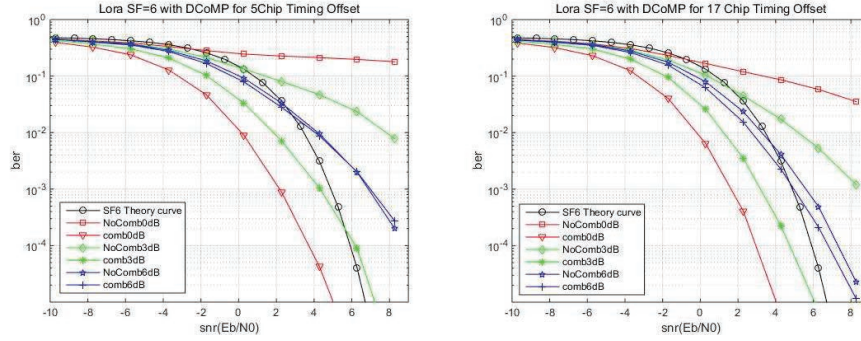 Lora SF=6 with DCoMP for 5Chip Timing Offset
10^0
10^-1
10^-2
10^-3
10^-4
ber
SF6 Theory curve
NoComb0dB
comb0dB
NoComb3dB
comb3dB
NoComb6dB
comb6dB
-10 -8 -6 -4 -2 0 2 4 6 8
snr(Eb/N0)
Lora SF=6 with DCoMP for 17 Chip Timing Offset
10^0
10^-1
10^-2
10^-3
10^-4
ber
SF6 Theory curve
NoComb0dB
comb0dB
NoComb3dB
comb3dB
NoComb6dB
comb6dB
-10 -8 -6 -4 -2 0 2 4 6 8
snr(Eb/N0)